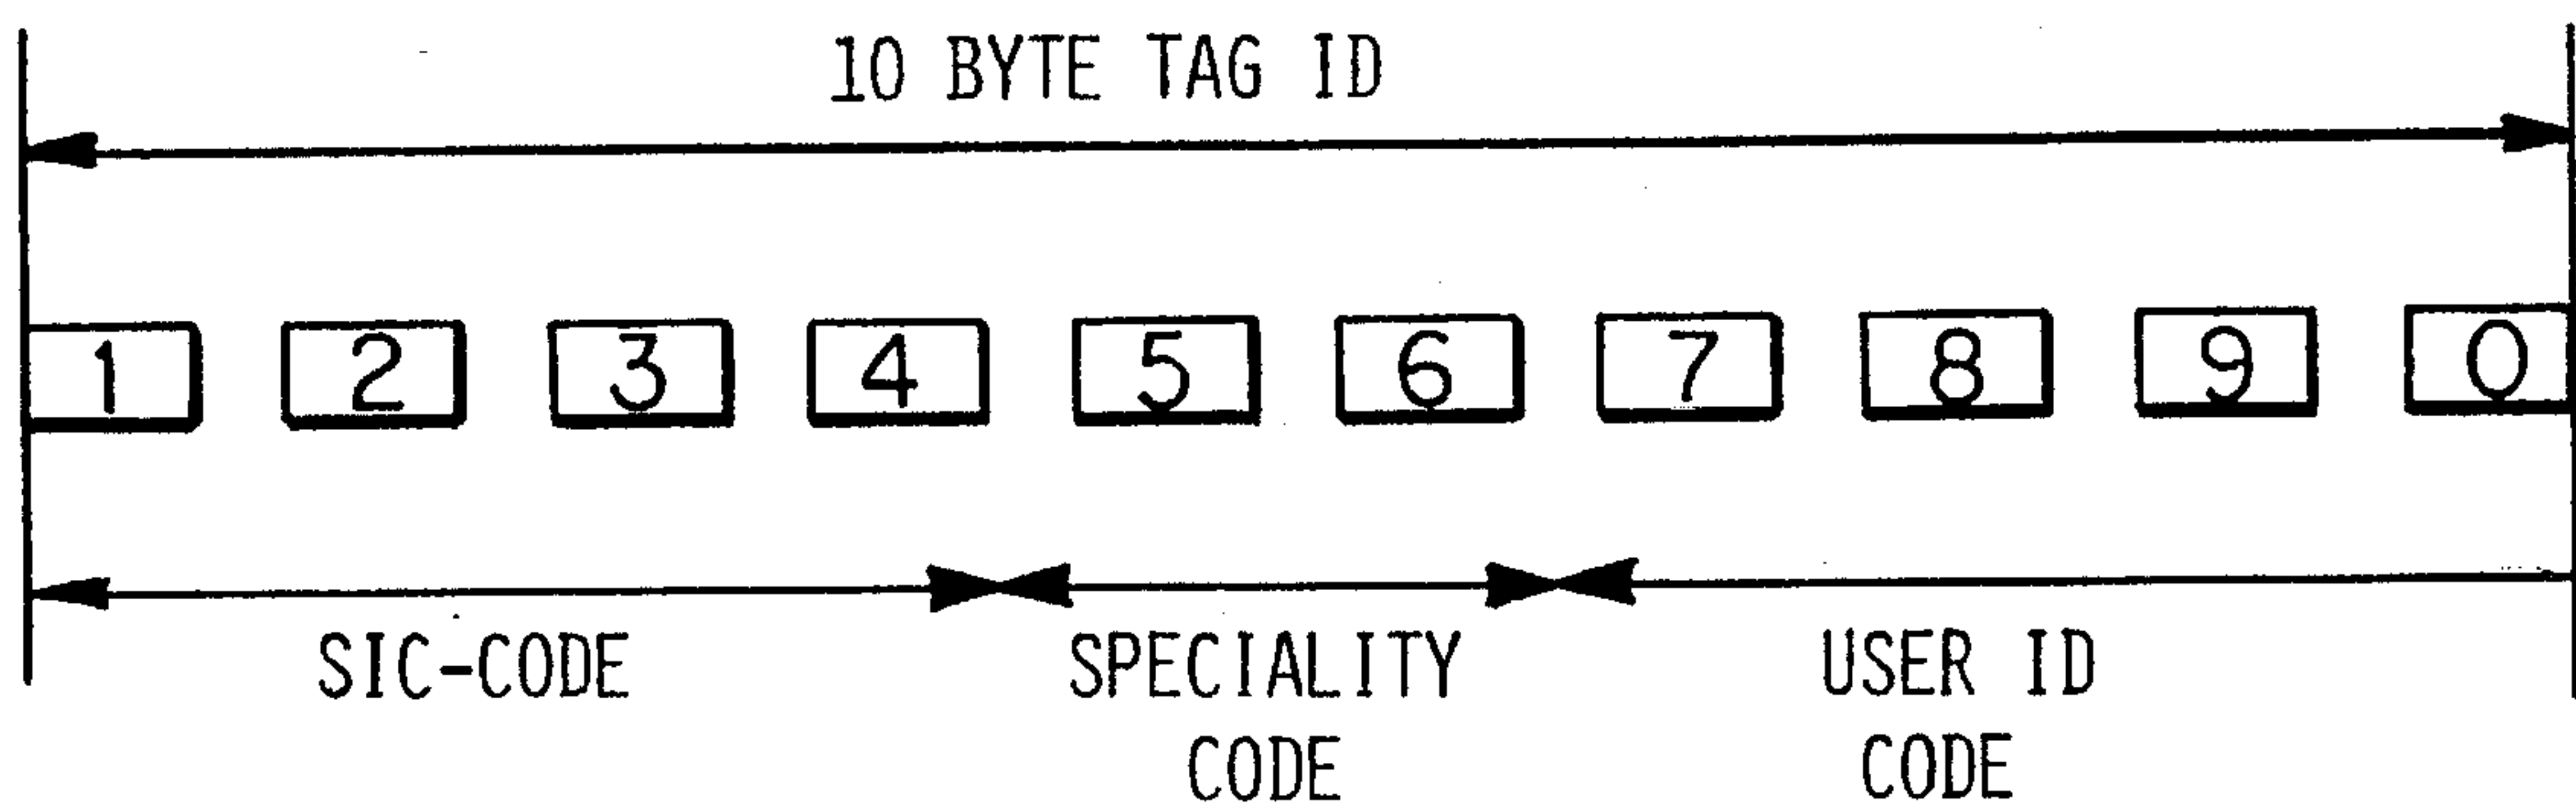 10 BYTE TAG ID
1 2 3 4 5 6 7 8 9 0
SIC-CODE SPECIALITY CODE USER ID CODE